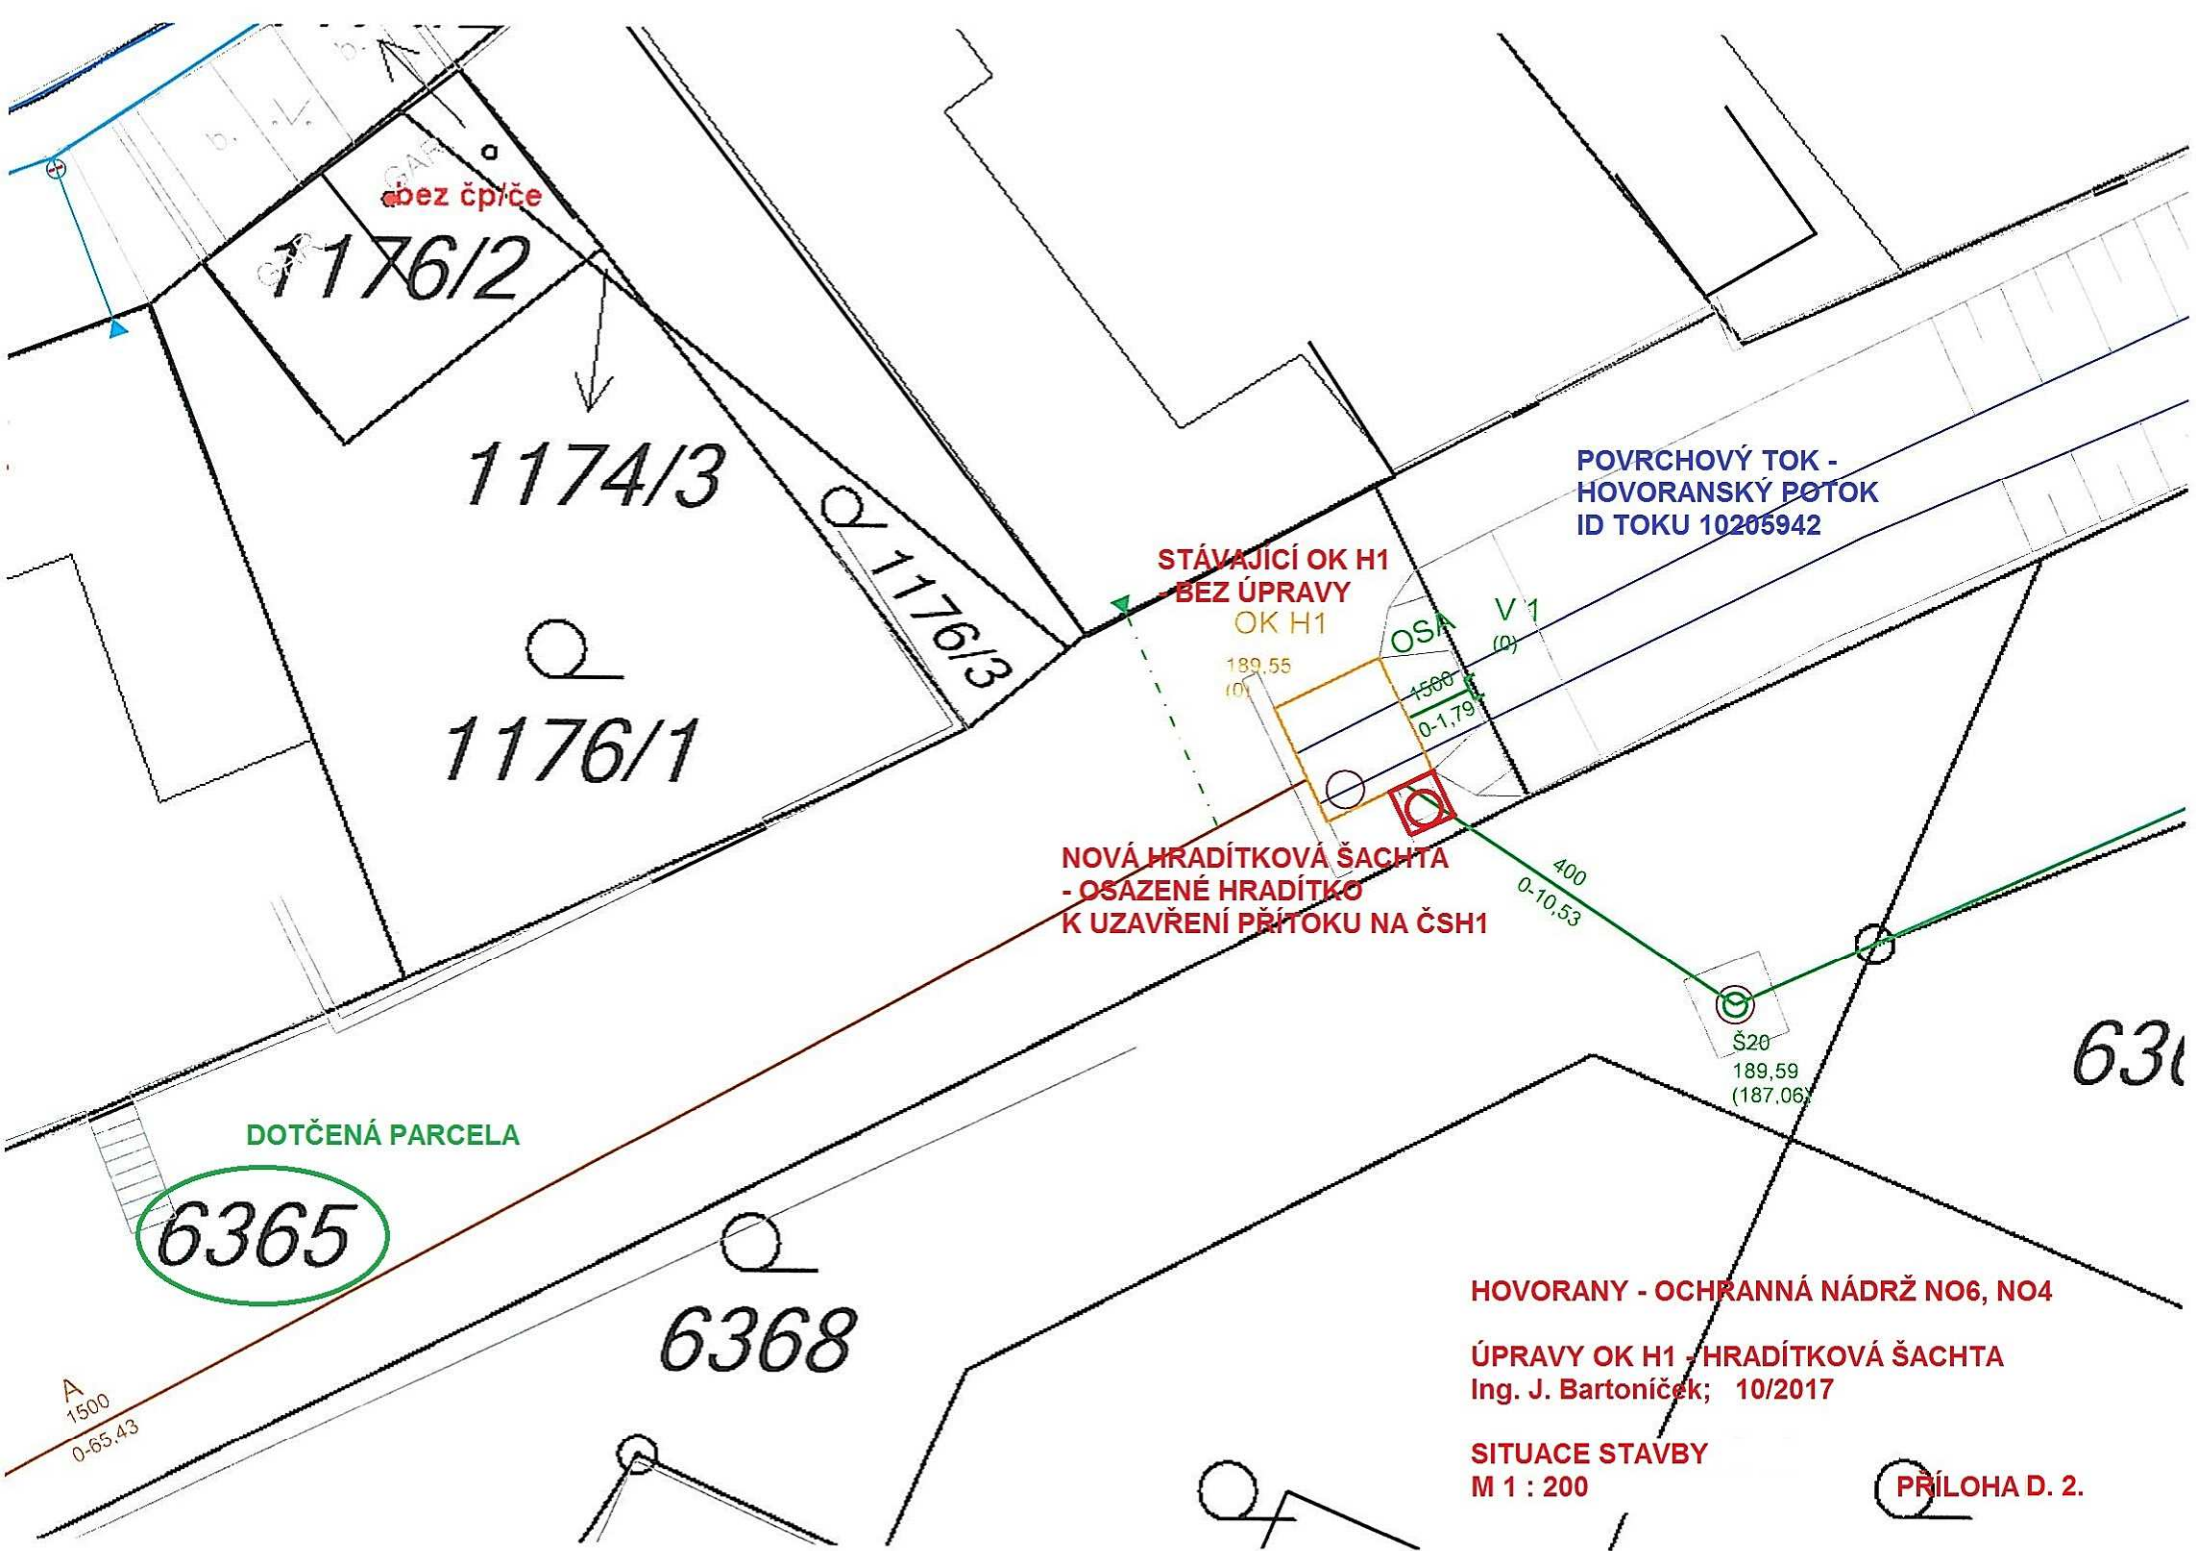 b.
b.
GAR
bez čp/če
1176/2
GAR
1174/3
1176/3
1176/1
POVRCHOVÝ TOK -
HOVORANSKÝ POTOK
ID TOKU 10205942
STÁVAJÍCÍ OK H1
- BEZ ÚPRAVY
OK H1
189,55
(0)
OSA
V 1
(0)
1500
0-1,79
NOVÁ HRADÍTKOVÁ ŠACHTA
- OSAZENÉ HRADÍTKO
K UZAVŘENÍ PŘÍTOKU NA ČSH1
400
0-10,53
Š20
189,59
(187,06)
DOTČENÁ PARCELA
6365
6368
A
1500
0-65,43
HOVORANY - OCHRANNÁ NÁDRŽ NO6, NO4
ÚPRAVY OK H1 - HRADÍTKOVÁ ŠACHTA
Ing. J. Bartoníček; 10/2017
SITUACE STAVBY
M 1 : 200
PŘÍLOHA D. 2.